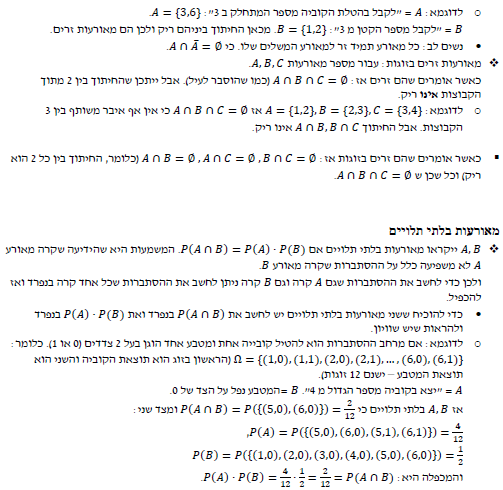 ○ לדוגמא: A = "לקבל בהטלת הקוביה מספר המתחלק ב 3": A = {3,6}.
B = "לקבל מספר הקטן מ 3": B = {1,2}. מכאן החיתוך ביניהם ריק ולכן הם מאורעות זרים.
• נשים לב: כל מאורע תמיד זר למאורע המשלים שלו. כי A ∩ Ā = ∅
❖ מאורעות זרים בזוגות: עבור מספר מאורעות A, B, C.
כאשר אומרים שהם זרים אז: A ∩ B ∩ C = ∅ (כמו שהוסבר לעיל). אבל ייתכן שהחיתוך בין 2 מתוך
הקבוצות אינו ריק.
○ לדוגמא: A = {1,2}, B = {2,3}, C = {3,4} אז A ∩ B ∩ C = ∅ כי אין אף איבר משותף בין 3
הקבוצות. אבל החיתוך A ∩ B, B ∩ C אינו ריק.
▪ כאשר אומרים שהם זרים בזוגות אז: A ∩ B = ∅, A ∩ C = ∅, B ∩ C = ∅ (כלומר, החיתוך בין כל 2 הוא
ריק) וכל שכן ש A ∩ B ∩ C = ∅.
מאורעות בלתי תלויים
❖ A, B ייקראו מאורעות בלתי תלויים אם P(A ∩ B) = P(A) · P(B). המשמעות היא שהידיעה שקרה מאורע
A לא משפיעה כלל על ההסתברות שקרה מאורע B.
ולכן כדי לחשב את ההסתברות שגם A קרה וגם B קרה ניתן לחשב את ההסתברות שכל אחד קרה בנפרד ואז
להכפיל.
• כדי להוכיח ששני מאורעות בלתי תלויים יש לחשב את P(A ∩ B) בנפרד ואת P(A) · P(B) בנפרד
ולהראות שיש שוויון.
○ לדוגמא: אם מרחב ההסתברות הוא להטיל קובייה אחת ומטבע אחד הוגן בעל 2 צדדים (0 או 1). כלומר:
Ω = {(1,0), (1,1), (2,0), (2,1), … , (6,0), (6,1)} (הראשון בזוג הוא תוצאת הקוביה והשני הוא
תוצאת המטבע – ישנם 12 זוגות).
A = "יצא בקוביה מספר הגדול מ 4". B = המטבע נפל על הצד של 0.
אז A, B בלתי תלויים כי P(A ∩ B) = P({(5,0), (6,0)}) = 2/12 ומצד שני:
P(A) = P({(5,0), (6,0), (5,1), (6,1)}) = 4/12,
P(B) = P({(1,0), (2,0), (3,0), (4,0), (5,0), (6,0)}) = 1/2
והמכפלה היא: P(A) · P(B) = 4/12 · 1/2 = 2/12 = P(A ∩ B).